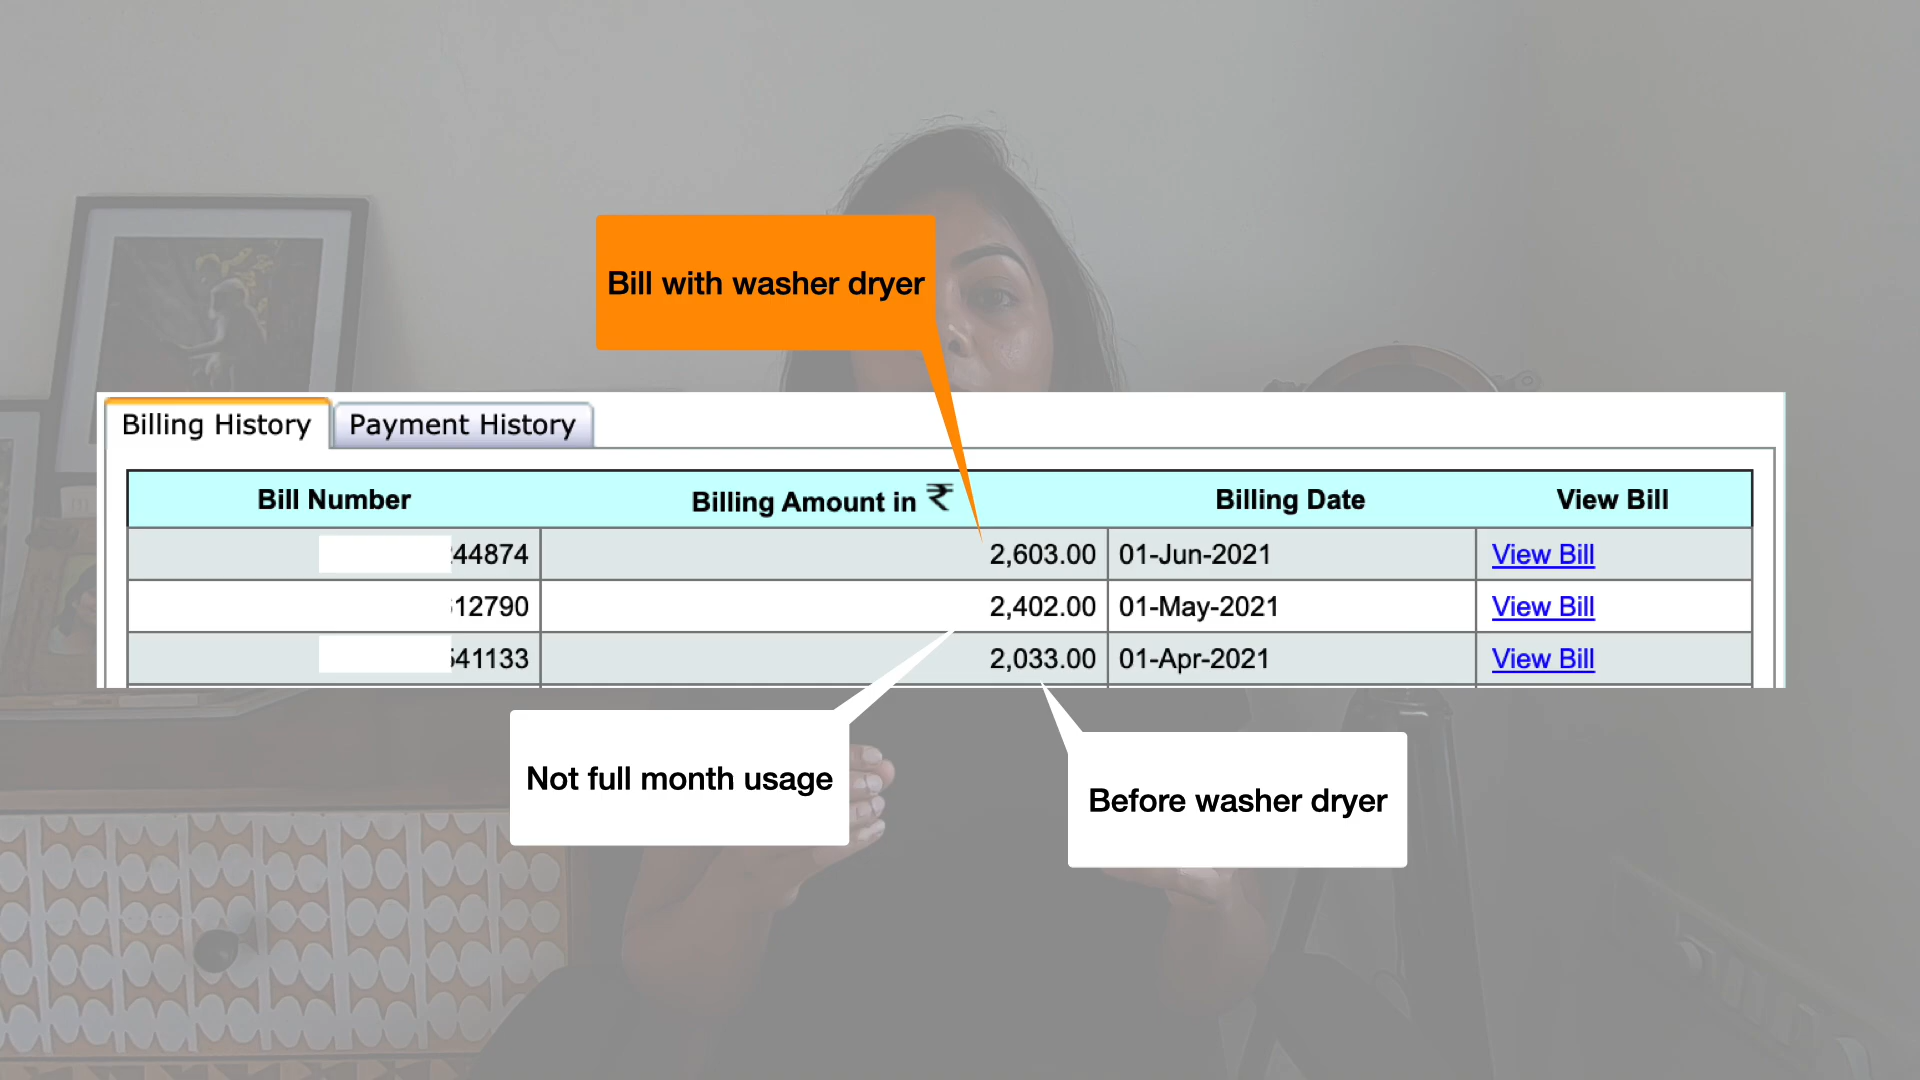 Bill with washer dryer
Billing History Payment History
Bill Number Billing Amount in ₹ Billing Date View Bill
44874 2,603.00 01-Jun-2021 View Bill
12790 2,402.00 01-May-2021 View Bill
541133 2,033.00 01-Apr-2021 View Bill
Not full month usage
Before washer dryer